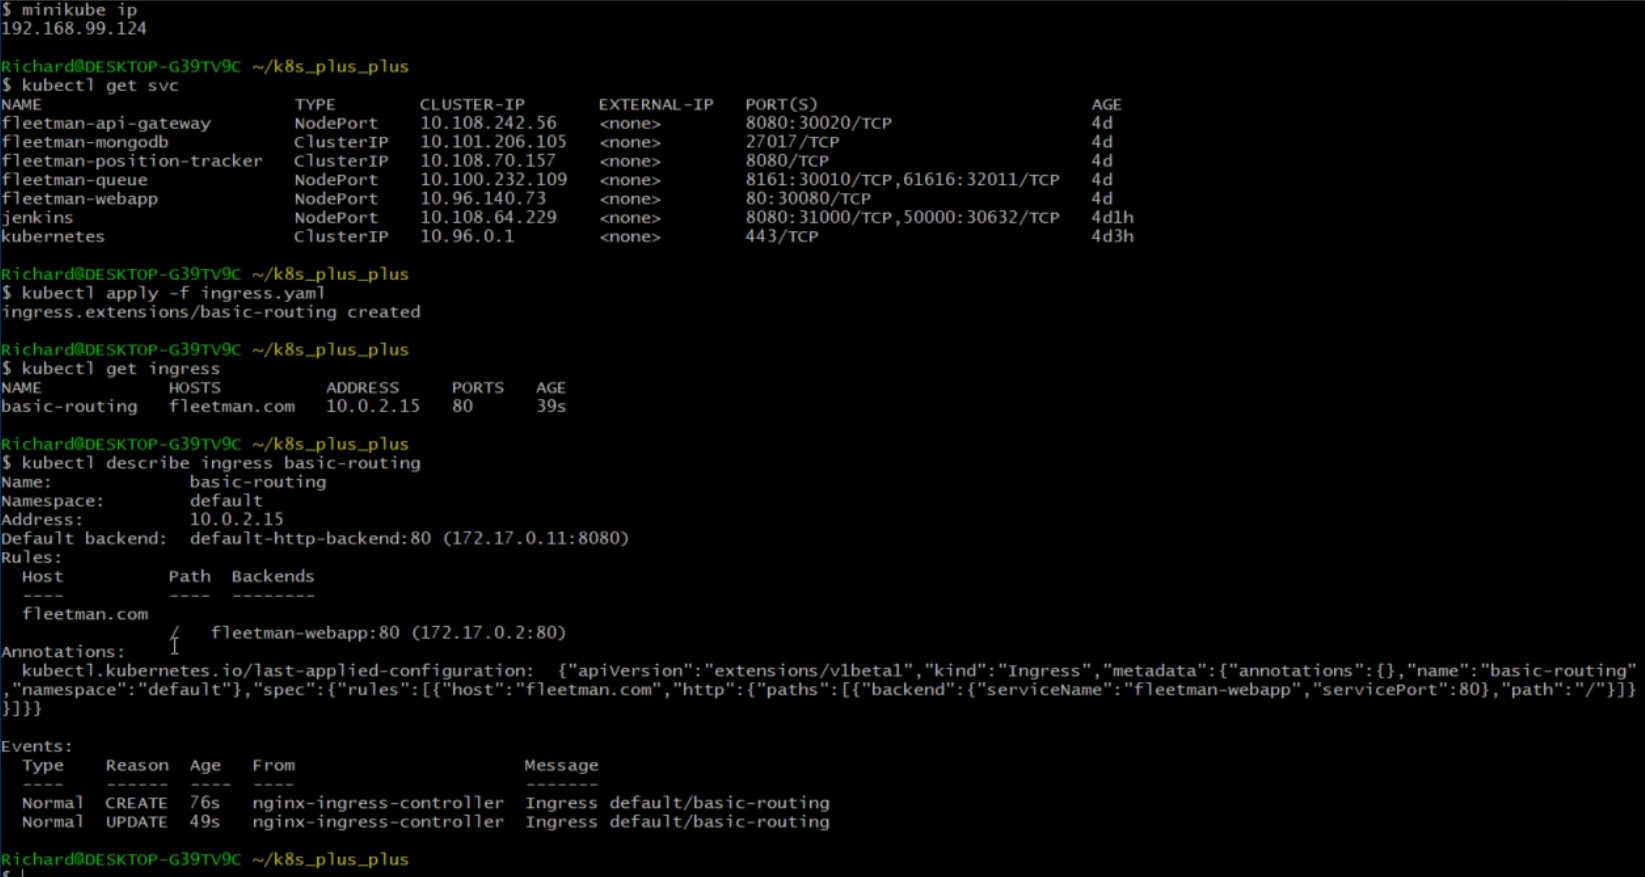 $ minikube ip
192.168.99.124
Richard@DESKTOP-G39TV9C ~/k8s_plus_plus
$ kubectl get svc
NAME TYPE CLUSTER-IP EXTERNAL-IP PORT(S) AGE
fleetman-api-gateway NodePort 10.108.242.56 <none> 8080:30020/TCP 4d
fleetman-mongodb ClusterIP 10.101.206.105 <none> 27017/TCP 4d
fleetman-position-tracker ClusterIP 10.108.70.157 <none> 8080/TCP 4d
fleetman-queue NodePort 10.100.232.109 <none> 8161:30010/TCP,61616:32011/TCP 4d
fleetman-webapp NodePort 10.96.140.73 <none> 80:30080/TCP 4d
jenkins NodePort 10.108.64.229 <none> 8080:31000/TCP,50000:30632/TCP 4d1h
kubernetes ClusterIP 10.96.0.1 <none> 443/TCP 4d3h
Richard@DESKTOP-G39TV9C ~/k8s_plus_plus
$ kubectl apply -f ingress.yaml
ingress.extensions/basic-routing created
Richard@DESKTOP-G39TV9C ~/k8s_plus_plus
$ kubectl get ingress
NAME HOSTS ADDRESS PORTS AGE
basic-routing fleetman.com 10.0.2.15 80 39s
Richard@DESKTOP-G39TV9C ~/k8s_plus_plus
$ kubectl describe ingress basic-routing
Name: basic-routing
Namespace: default
Address: 10.0.2.15
Default backend: default-http-backend:80 (172.17.0.11:8080)
Rules:
Host Path Backends
---- ---- --------
fleetman.com
/ fleetman-webapp:80 (172.17.0.2:80)
Annotations:
kubectl.kubernetes.io/last-applied-configuration: {"apiVersion":"extensions/v1beta1","kind":"Ingress","metadata":{"annotations":{},"name":"basic-routing"
,"namespace":"default"},"spec":{"rules":[{"host":"fleetman.com","http":{"paths":[{"backend":{"serviceName":"fleetman-webapp","servicePort":80},"path":"/"}]}
}]}}
Events:
Type Reason Age From Message
---- ------ ---- ---- -------
Normal CREATE 76s nginx-ingress-controller Ingress default/basic-routing
Normal UPDATE 49s nginx-ingress-controller Ingress default/basic-routing
Richard@DESKTOP-G39TV9C ~/k8s_plus_plus
$